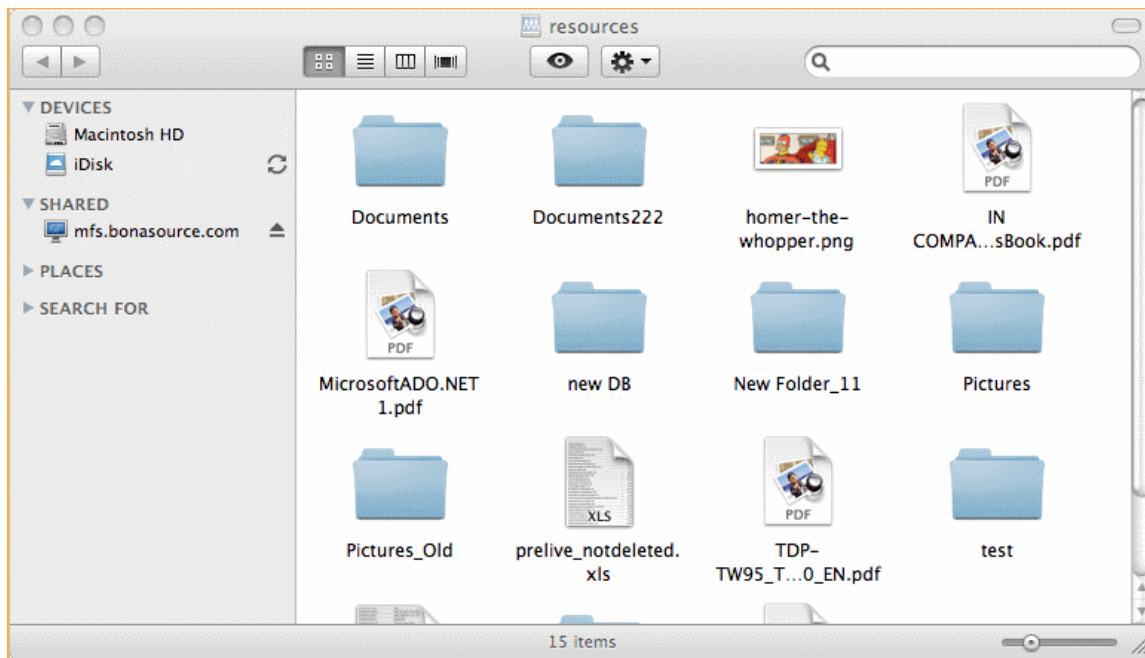 resources
DEVICES
Macintosh HD
iDisk
SHARED
mfs.bonasource.com
PLACES
SEARCH FOR
Documents
Documents222
homer-the-
whopper.png
PDF
IN
COMPA...sBook.pdf
PDF
MicrosoftADO.NET
1.pdf
new DB
New Folder_11
Pictures
Pictures_Old
XLS
prelive_notdeleted.
xls
PDF
TDP-
TW95_T...0_EN.pdf
test
15 items